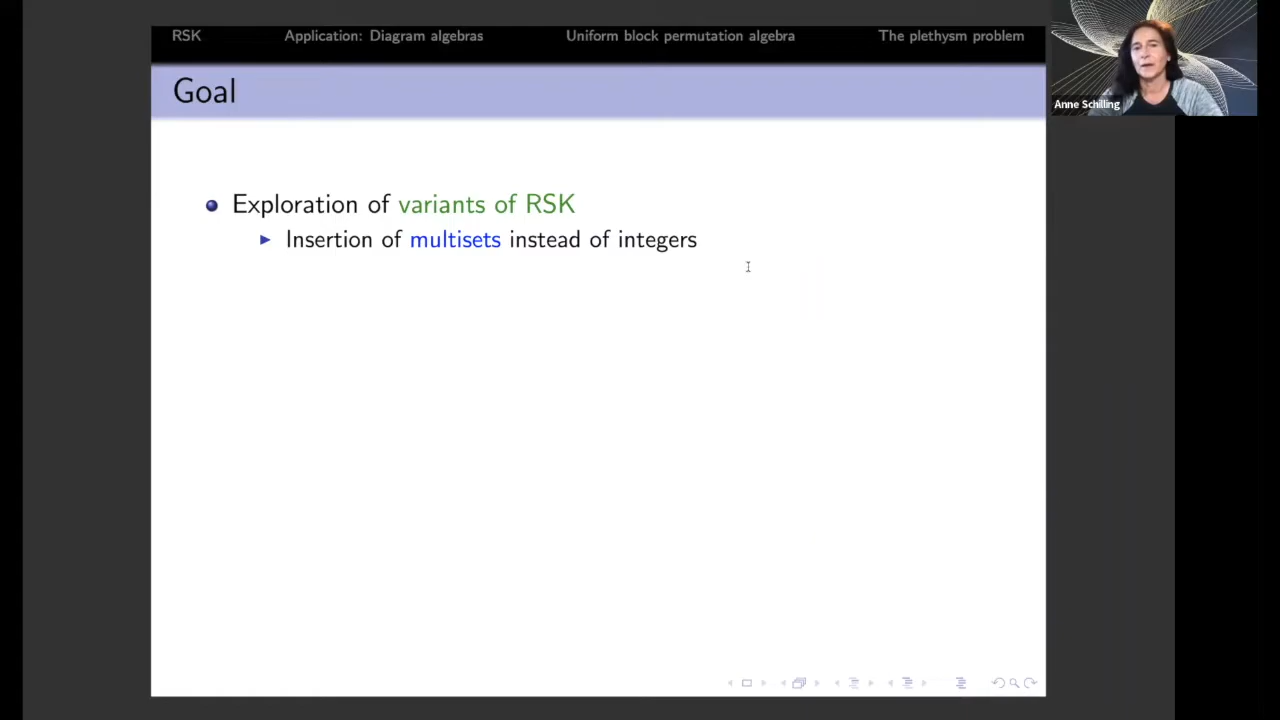 RSK Application: Diagram algebras Uniform block permutation algebra The plethysm problem
Goal
Anne Schilling
Exploration of variants of RSK
Insertion of multisets instead of integers